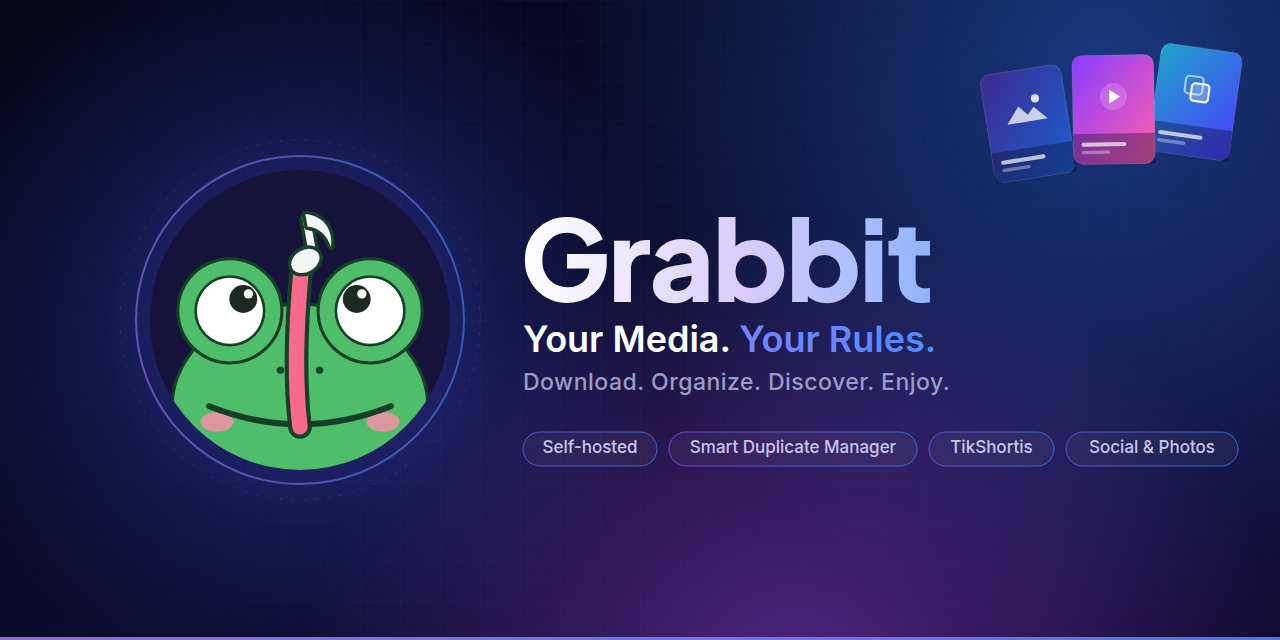 Grabbit
Your Media. Your Rules.
Download. Organize. Discover. Enjoy.
Self-hosted
Smart Duplicate Manager
TikShortis
Social & Photos